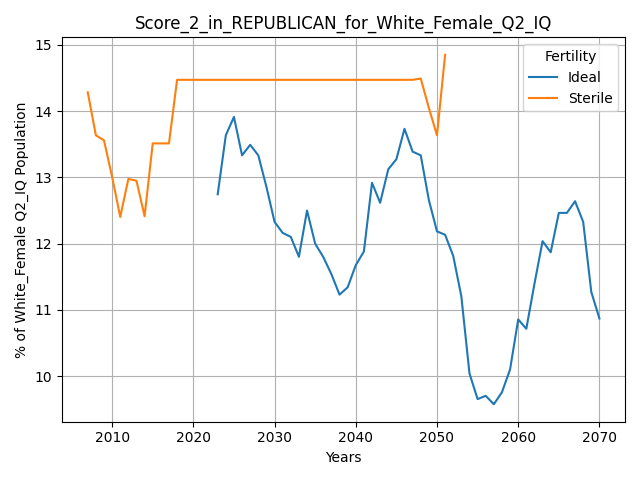 Score_2_in_REPUBLICAN_for_White_Female_Q2_IQ
% of White_Female Q2_IQ Population
15
14
13
12
11
10
Fertility
Ideal
Sterile
2010 2020 2030 2040 2050 2060 2070
Years